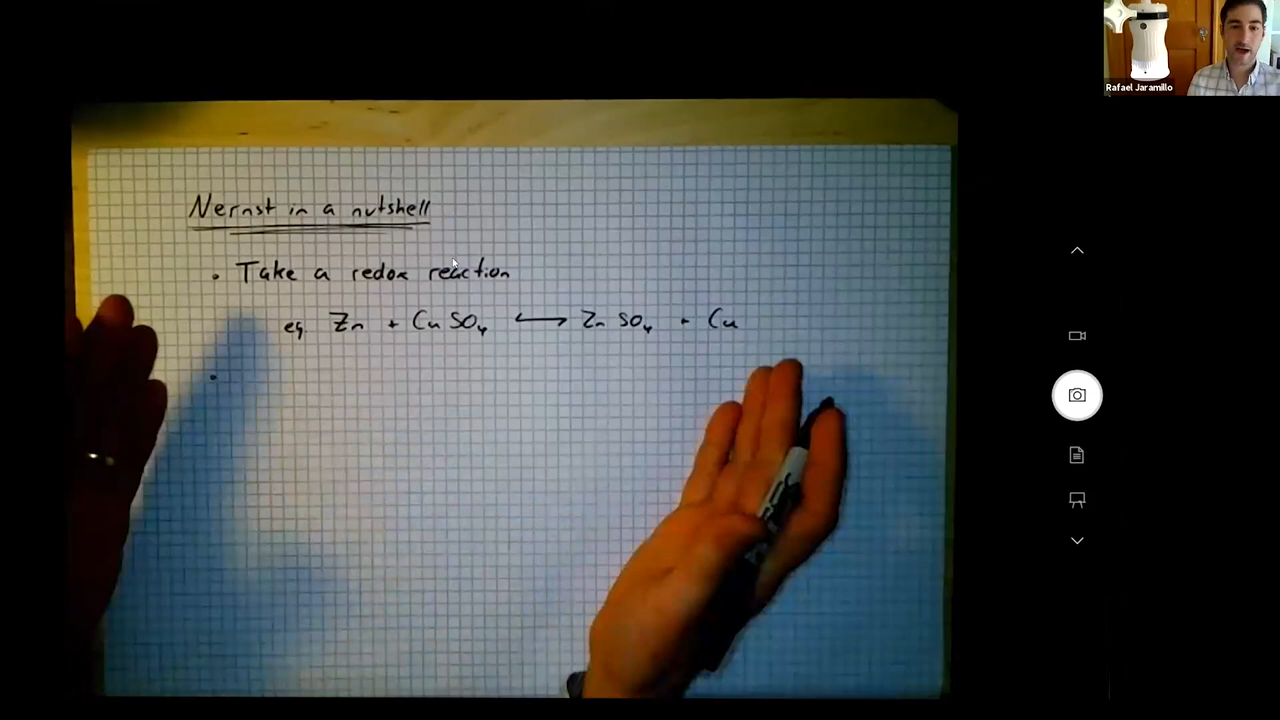 Rafael Jaramillo
Nernst in a nutshell
• Take a redox reaction
eg. Zn + CuSO₄ ⟷ ZnSO₄ + Cu
•